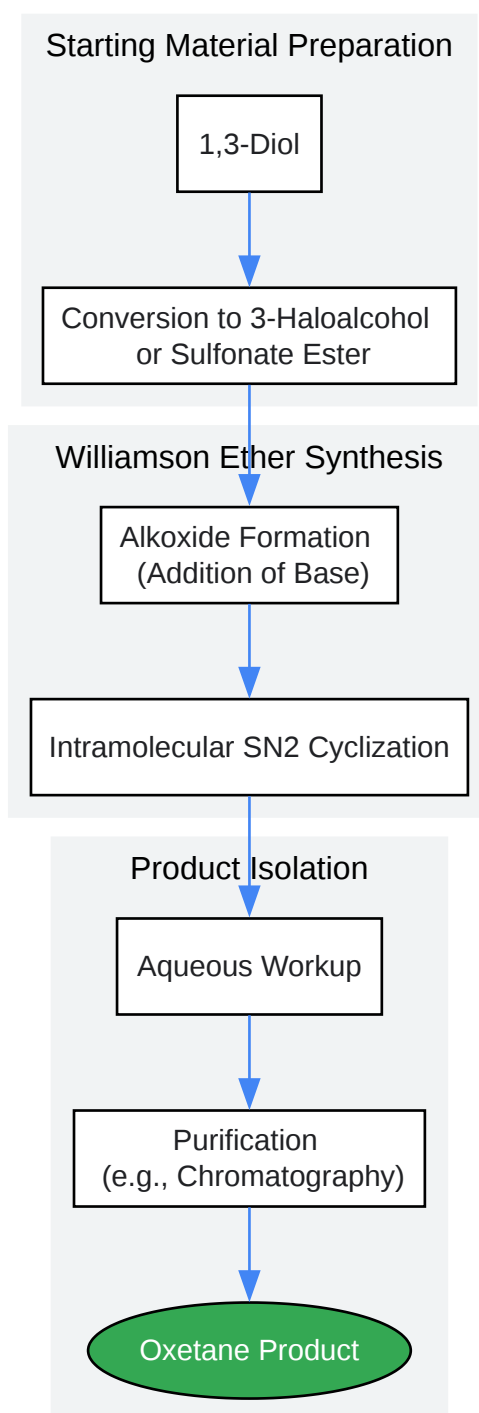 Starting Material Preparation
1,3-Diol
Conversion to 3-Haloalcohol
or Sulfonate Ester
Williamson Ether Synthesis
Alkoxide Formation
(Addition of Base)
Intramolecular SN2 Cyclization
Product Isolation
Aqueous Workup
Purification
(e.g., Chromatography)
Oxetane Product